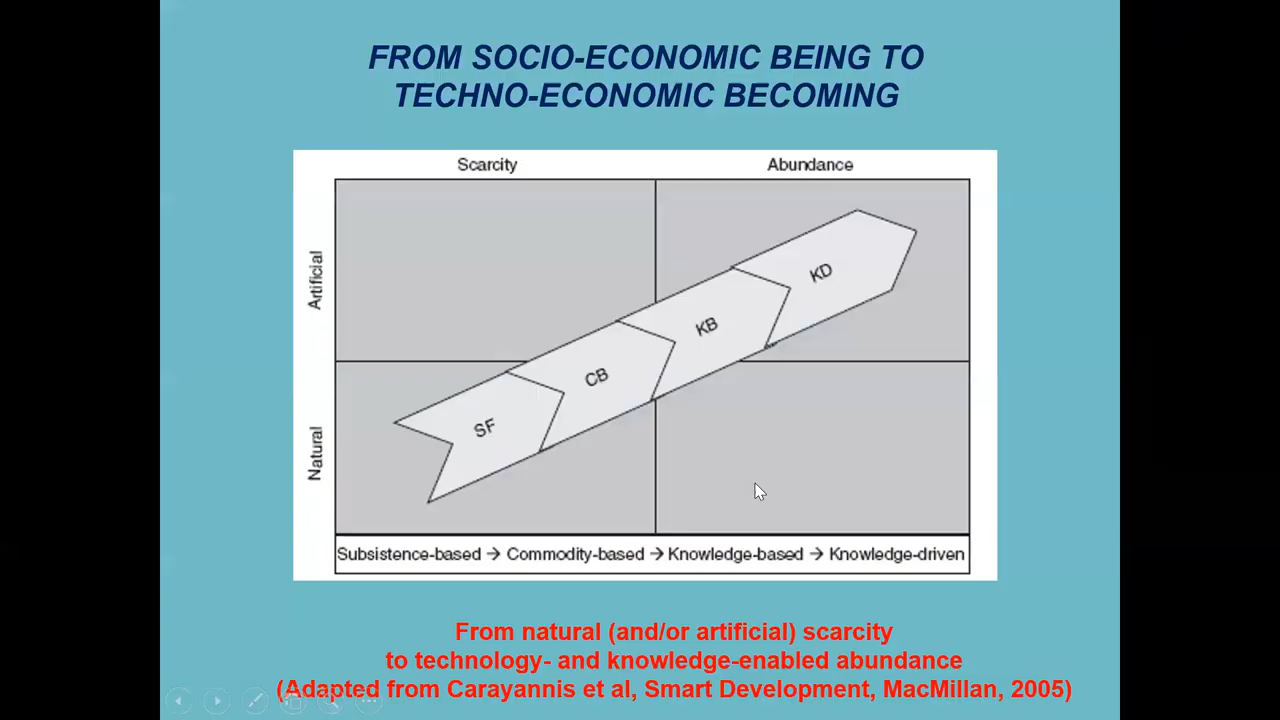 FROM SOCIO-ECONOMIC BEING TO
TECHNO-ECONOMIC BECOMING
Scarcity
Abundance
Artificial
Natural
KD
KB
CB
SF
Subsistence-based → Commodity-based → Knowledge-based → Knowledge-driven
From natural (and/or artificial) scarcity
to technology- and knowledge-enabled abundance
(Adapted from Carayannis et al, Smart Development, MacMillan, 2005)